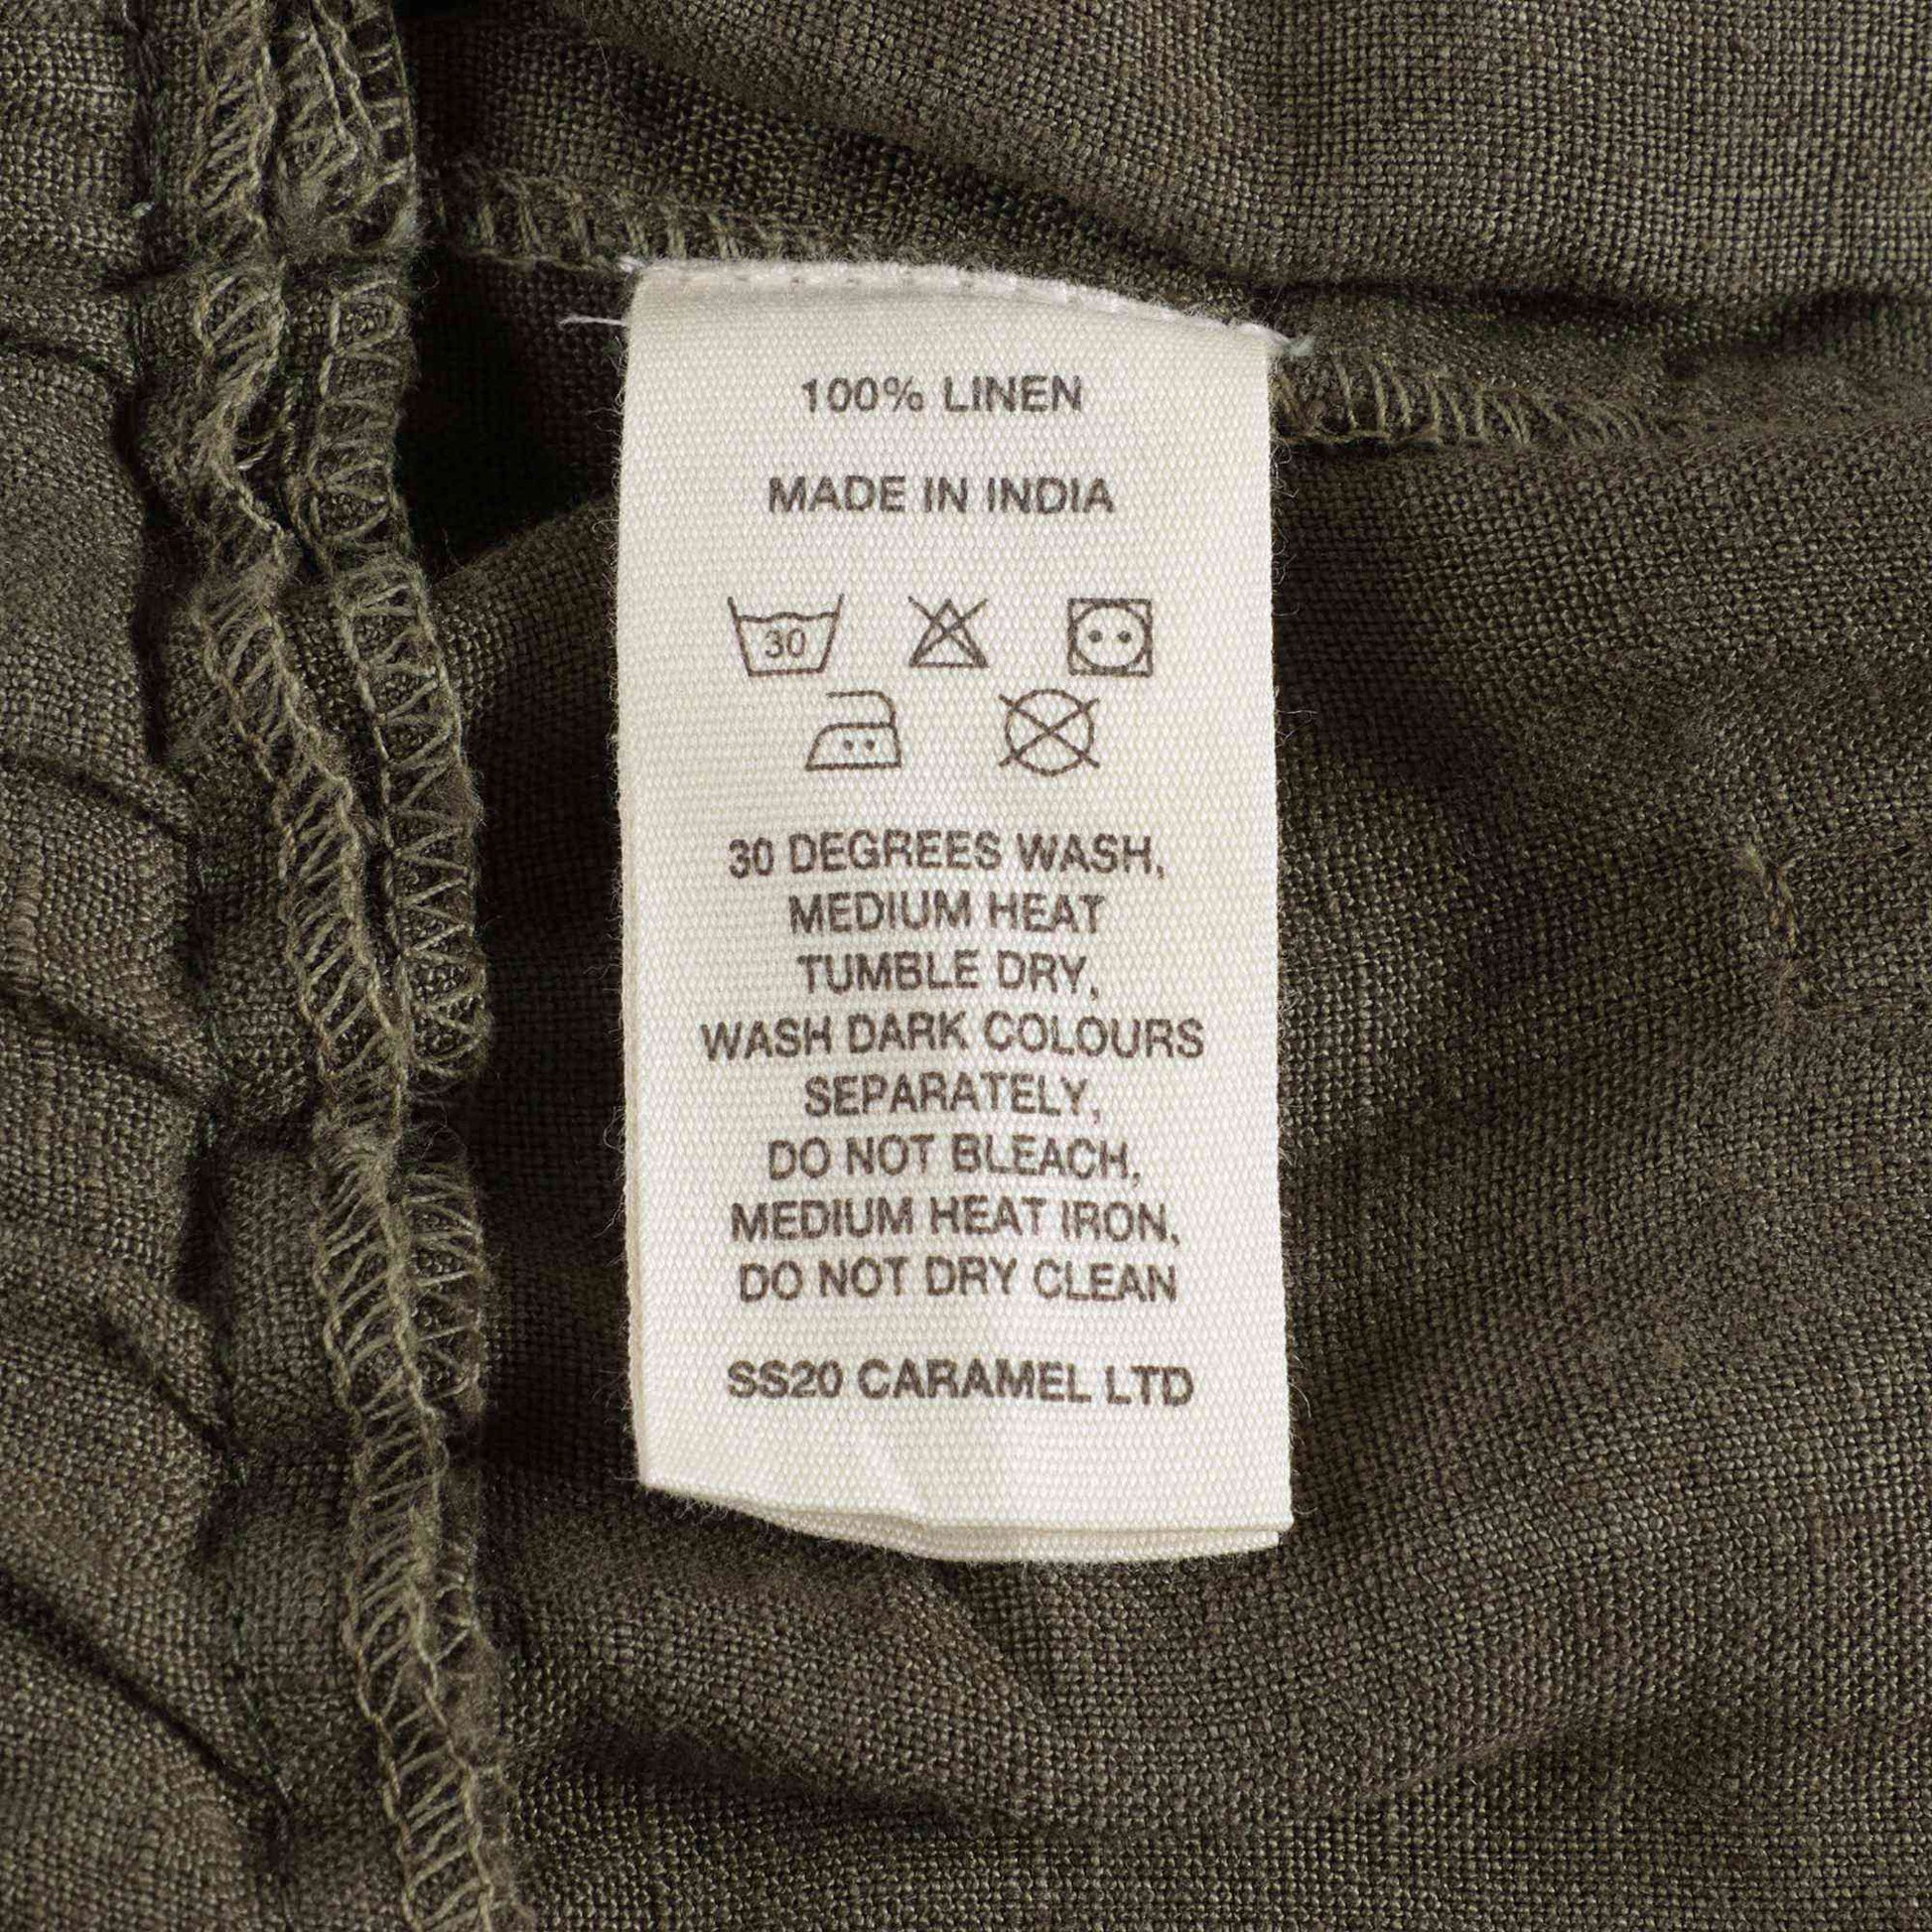 100% LINEN
MADE IN INDIA
30
30 DEGREES WASH,
MEDIUM HEAT
TUMBLE DRY,
WASH DARK COLOURS
SEPARATELY,
DO NOT BLEACH,
MEDIUM HEAT IRON,
DO NOT DRY CLEAN
SS20 CARAMEL LTD